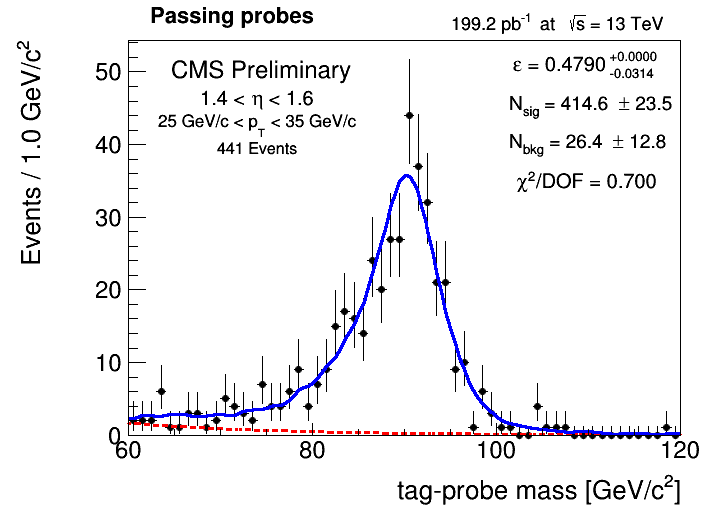 Passing probes
199.2 pb⁻¹ at √s = 13 TeV
CMS Preliminary
1.4 < η < 1.6
25 GeV/c < p_T < 35 GeV/c
441 Events
ε = 0.4790 +0.0000 -0.0314
N_sig = 414.6 ± 23.5
N_bkg = 26.4 ± 12.8
χ²/DOF = 0.700
Events / 1.0 GeV/c²
50
40
30
20
10
0
60 80 100 120
tag-probe mass [GeV/c²]